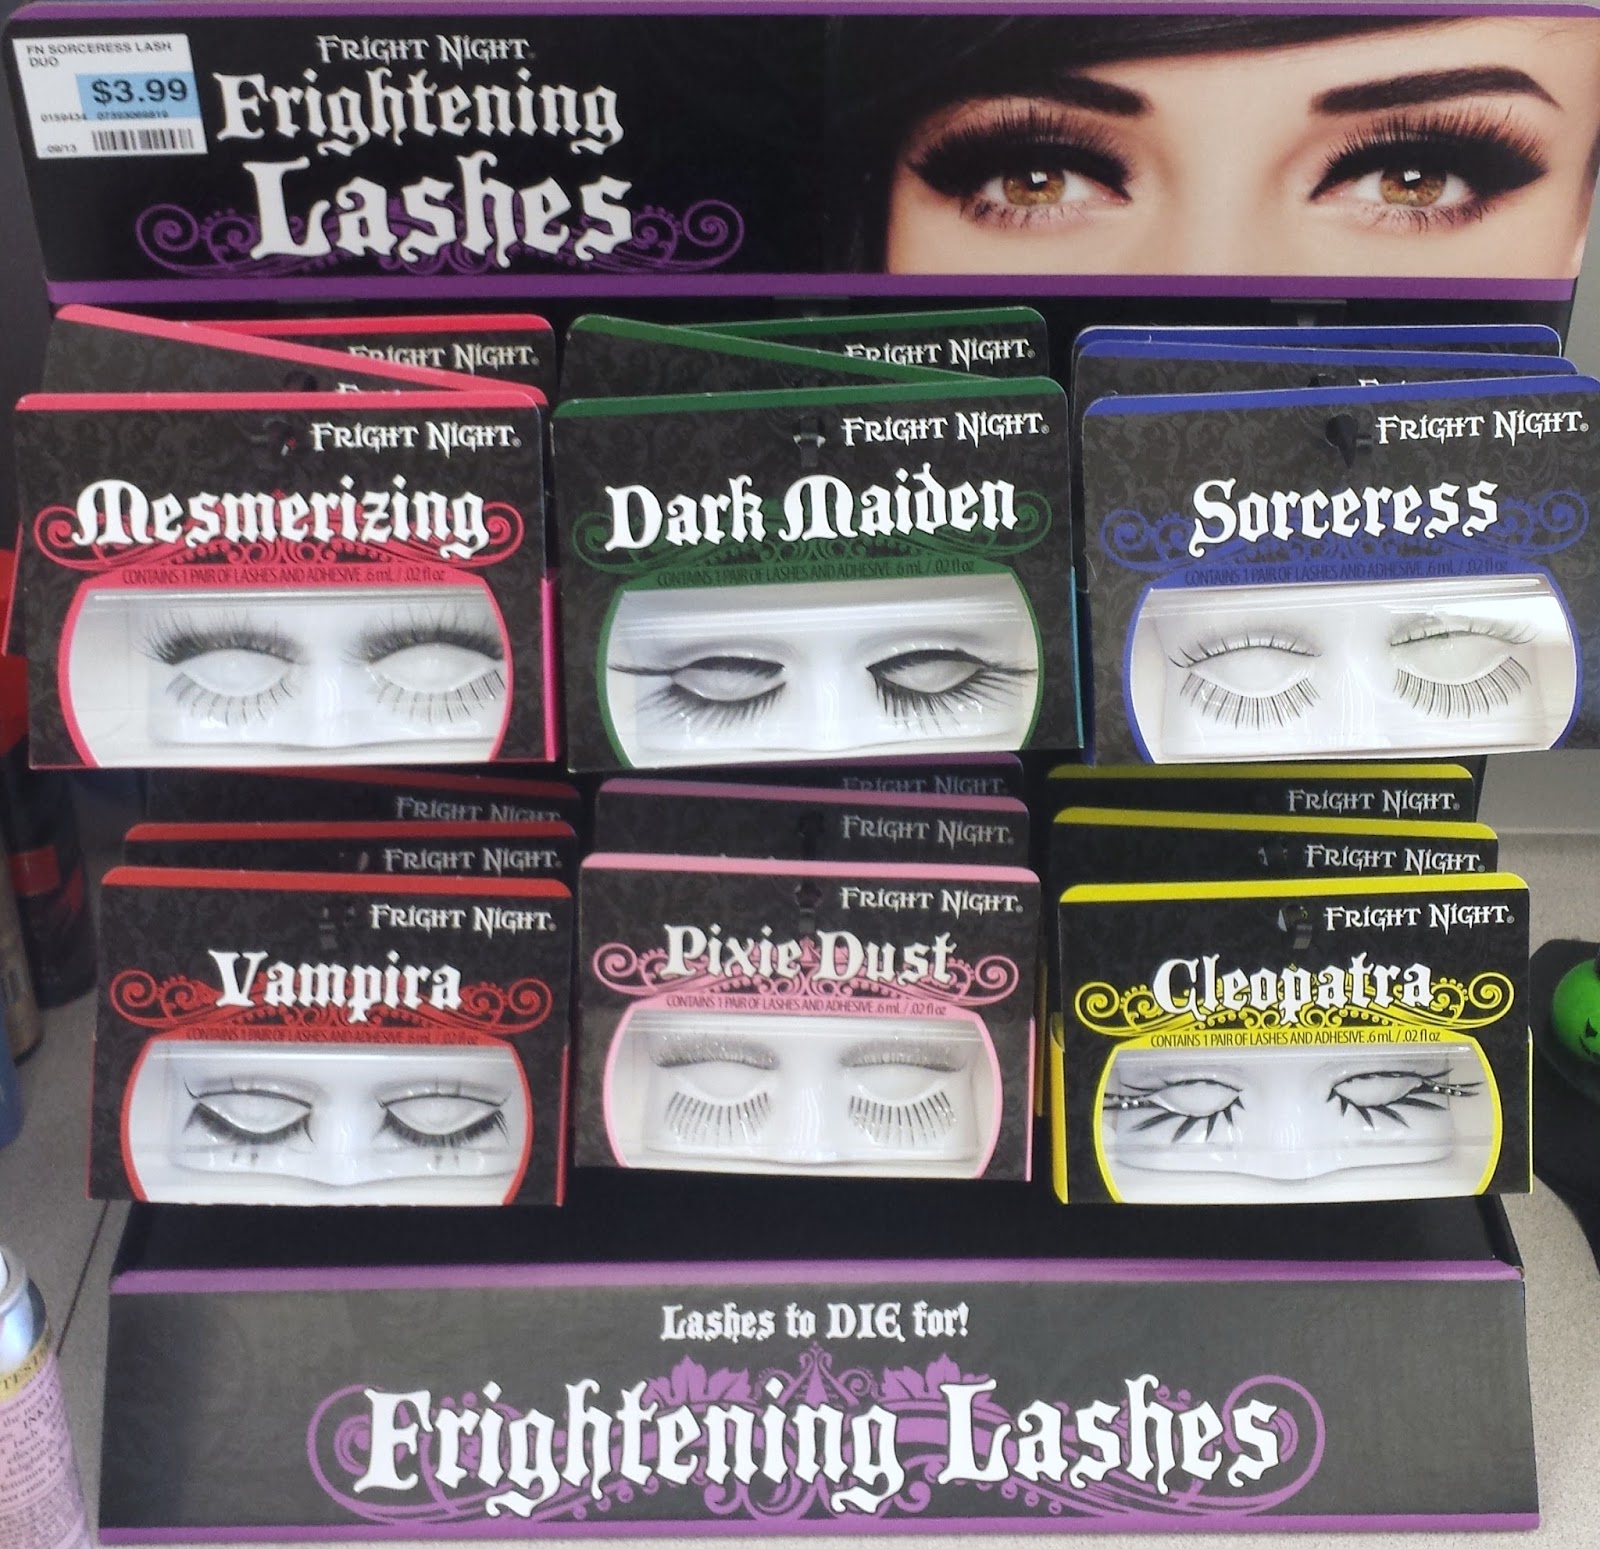 FN SORCERESS LASH
DUO
$3.99
0159434 07393069819
09/13
FRIGHT NIGHT®
Frightening
Lashes
FRIGHT NIGHT®
FRIGHT NIGHT®
Mesmerizing
CONTAINS 1 PAIR OF LASHES AND ADHESIVE .6 mL / .02 fl oz
FRIGHT NIGHT®
FRIGHT NIGHT®
Dark Maiden
CONTAINS 1 PAIR OF LASHES AND ADHESIVE .6 mL / .02 fl oz
FRIGHT NIGHT®
Sorceress
CONTAINS 1 PAIR OF LASHES AND ADHESIVE .6 mL / .02 fl oz
FRIGHT NIGHT
FRIGHT NIGHT®
FRIGHT NIGHT®
Vampira
CONTAINS 1 PAIR OF LASHES AND ADHESIVE .6 mL / .02 fl oz
FRIGHT NIGHT®
FRIGHT NIGHT®
FRIGHT NIGHT®
Pixie Dust
CONTAINS 1 PAIR OF LASHES AND ADHESIVE .6 mL / .02 fl oz
FRIGHT NIGHT®
FRIGHT NIGHT®
FRIGHT NIGHT®
Cleopatra
CONTAINS 1 PAIR OF LASHES AND ADHESIVE .6 mL / .02 fl oz
Lashes to DIE for!
Frightening Lashes